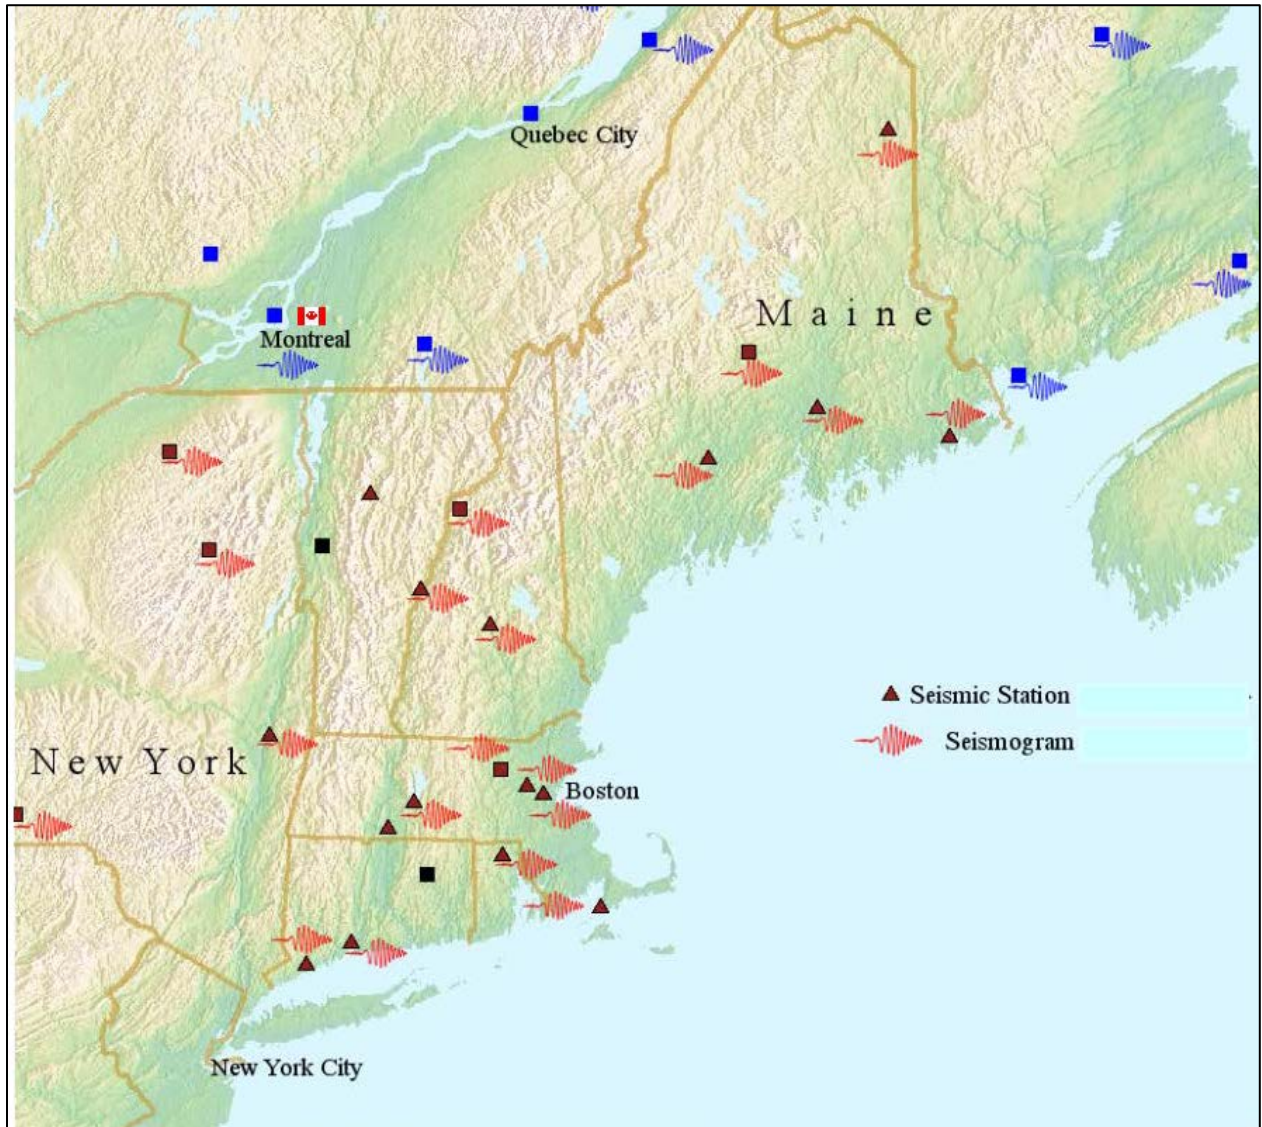 Quebec City
Maine
Montreal
Seismic Station
Seismogram
New York
Boston
New York City